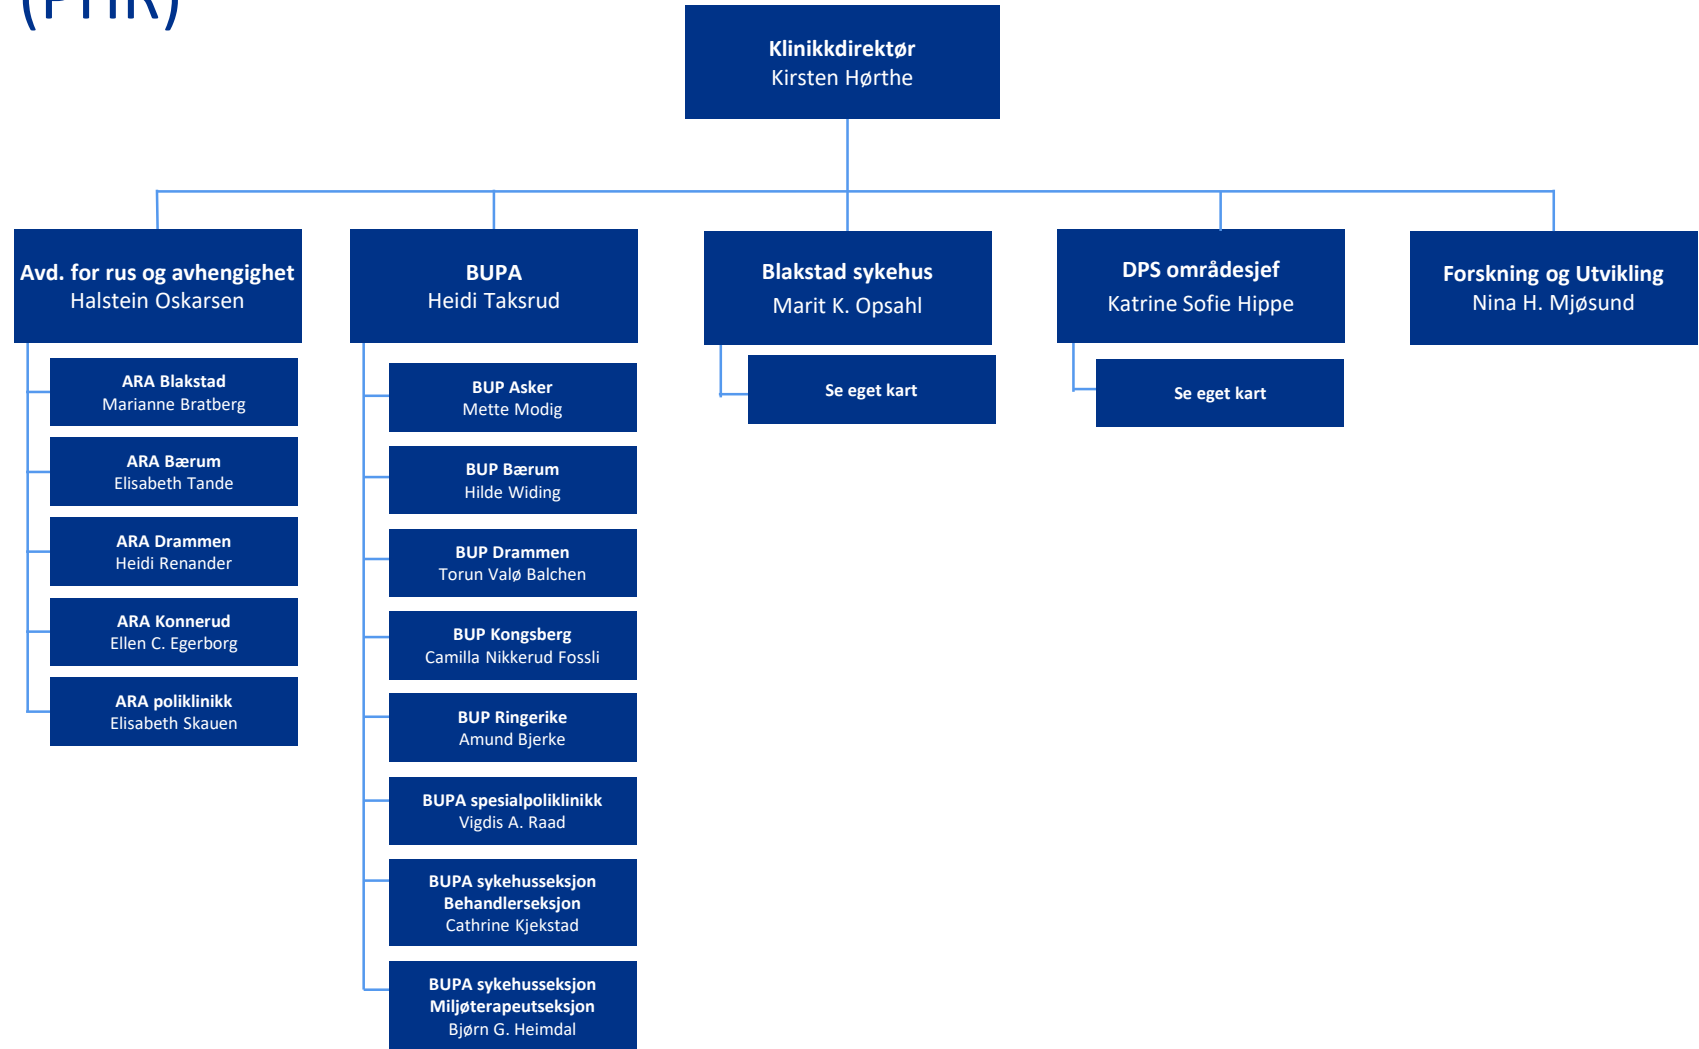 (PHR)
Klinikkdirektør
Kirsten Hørthe
Avd. for rus og avhengighet
Halstein Oskarsen
ARA Blakstad
Marianne Bratberg
ARA Bærum
Elisabeth Tande
ARA Drammen
Heidi Renander
ARA Konnerud
Ellen C. Egerborg
ARA poliklinikk
Elisabeth Skauen
BUPA
Heidi Taksrud
BUP Asker
Mette Modig
BUP Bærum
Hilde Widing
BUP Drammen
Torun Valø Balchen
BUP Kongsberg
Camilla Nikkerud Fossli
BUP Ringerike
Amund Bjerke
BUPA spesialpoliklinikk
Vigdis A. Raad
BUPA sykehusseksjon
Behandlerseksjon
Cathrine Kjekstad
BUPA sykehusseksjon
Miljøterapeutseksjon
Bjørn G. Heimdal
Blakstad sykehus
Marit K. Opsahl
Se eget kart
DPS områdesjef
Katrine Sofie Hippe
Se eget kart
Forskning og Utvikling
Nina H. Mjøsund